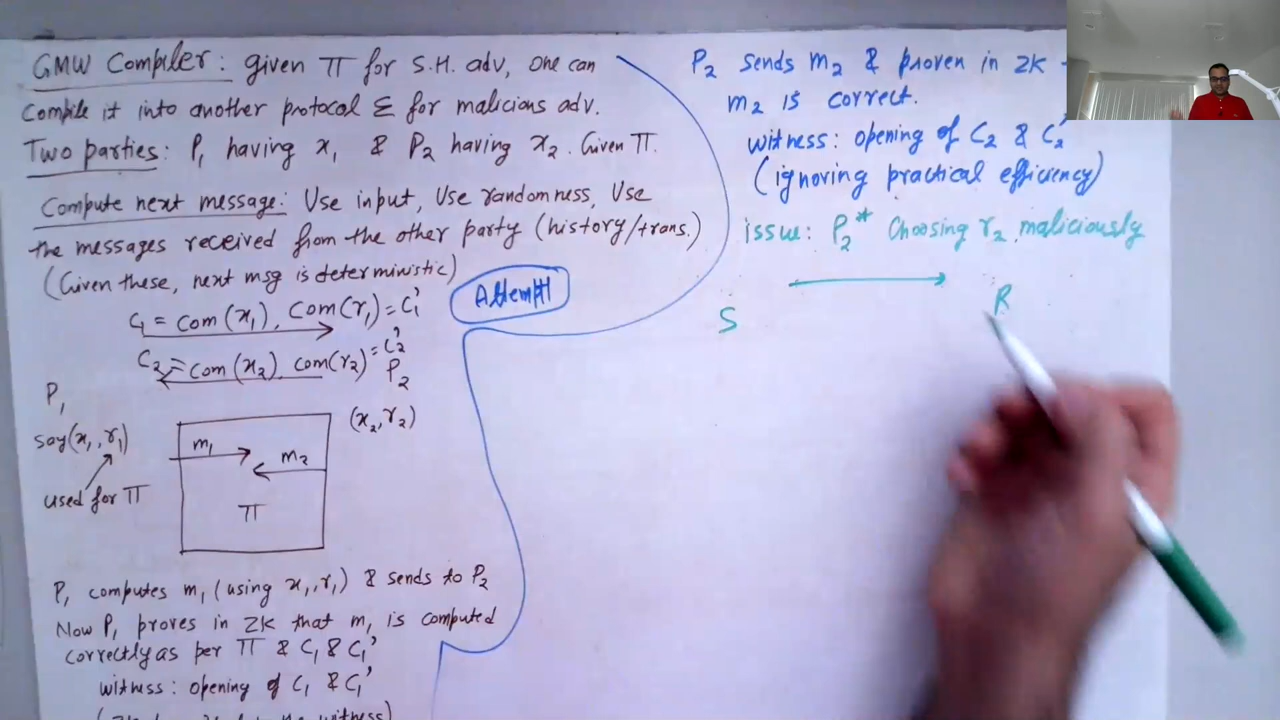 GMW Compiler: given Π for S.H. adv, one can
Compile it into another protocol Σ for malicious adv.
Two parties: P₁ having x₁ & P₂ having x₂. Given Π.
Compute next message: Use input, Use randomness, Use
the messages received from the other party (history/trans.)
(Given these, next msg is deterministic)
C₁ = Com(x₁), Com(r₁) = C₁'
C₂ = Com(x₂), Com(r₂) = C₂'
P₁
P₂
say (x₁, r₁)
(x₂, r₂)
m₁
m₂
used for Π
Π
P₁ computes m₁ (using x₁, r₁) & sends to P₂
Now P₁ proves in ZK that m₁ is computed
correctly as per Π & C₁ & C₁'
witness: opening of C₁ & C₁'
Attempt 1
P₂ sends m₂ & proven in ZK
m₂ is correct.
witness: opening of C₂ & C₂'
(ignoring practical efficiency)
issue: P₂* Choosing r₂ maliciously
S
R